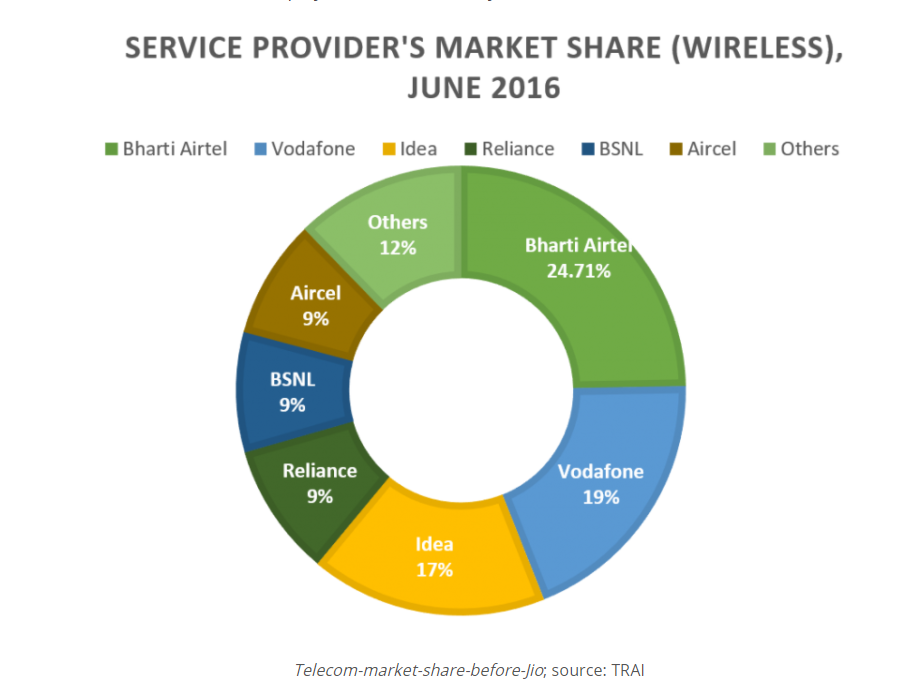 SERVICE PROVIDER'S MARKET SHARE (WIRELESS),
JUNE 2016
Bharti Airtel Vodafone Idea Reliance BSNL Aircel Others
Others
12%
Bharti Airtel
24.71%
Aircel
9%
BSNL
9%
Vodafone
19%
Reliance
9%
Idea
17%
Telecom-market-share-before-Jio; source: TRAI